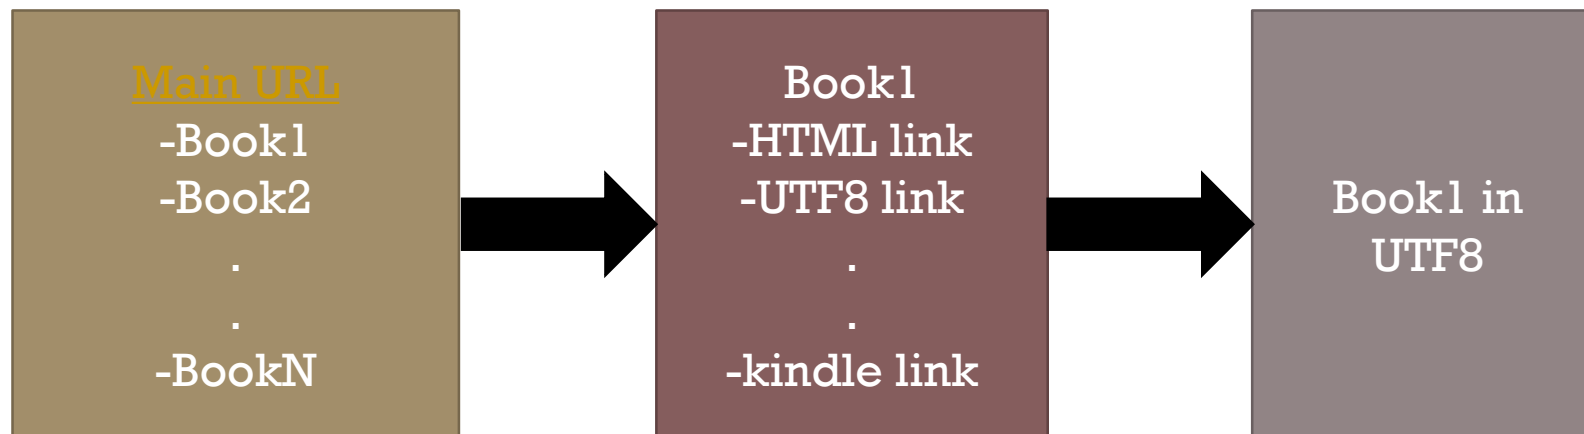 Main URL
-Book1
-Book2
.
.
-BookN
Book1
-HTML link
-UTF8 link
.
.
-kindle link
Book1 in
UTF8